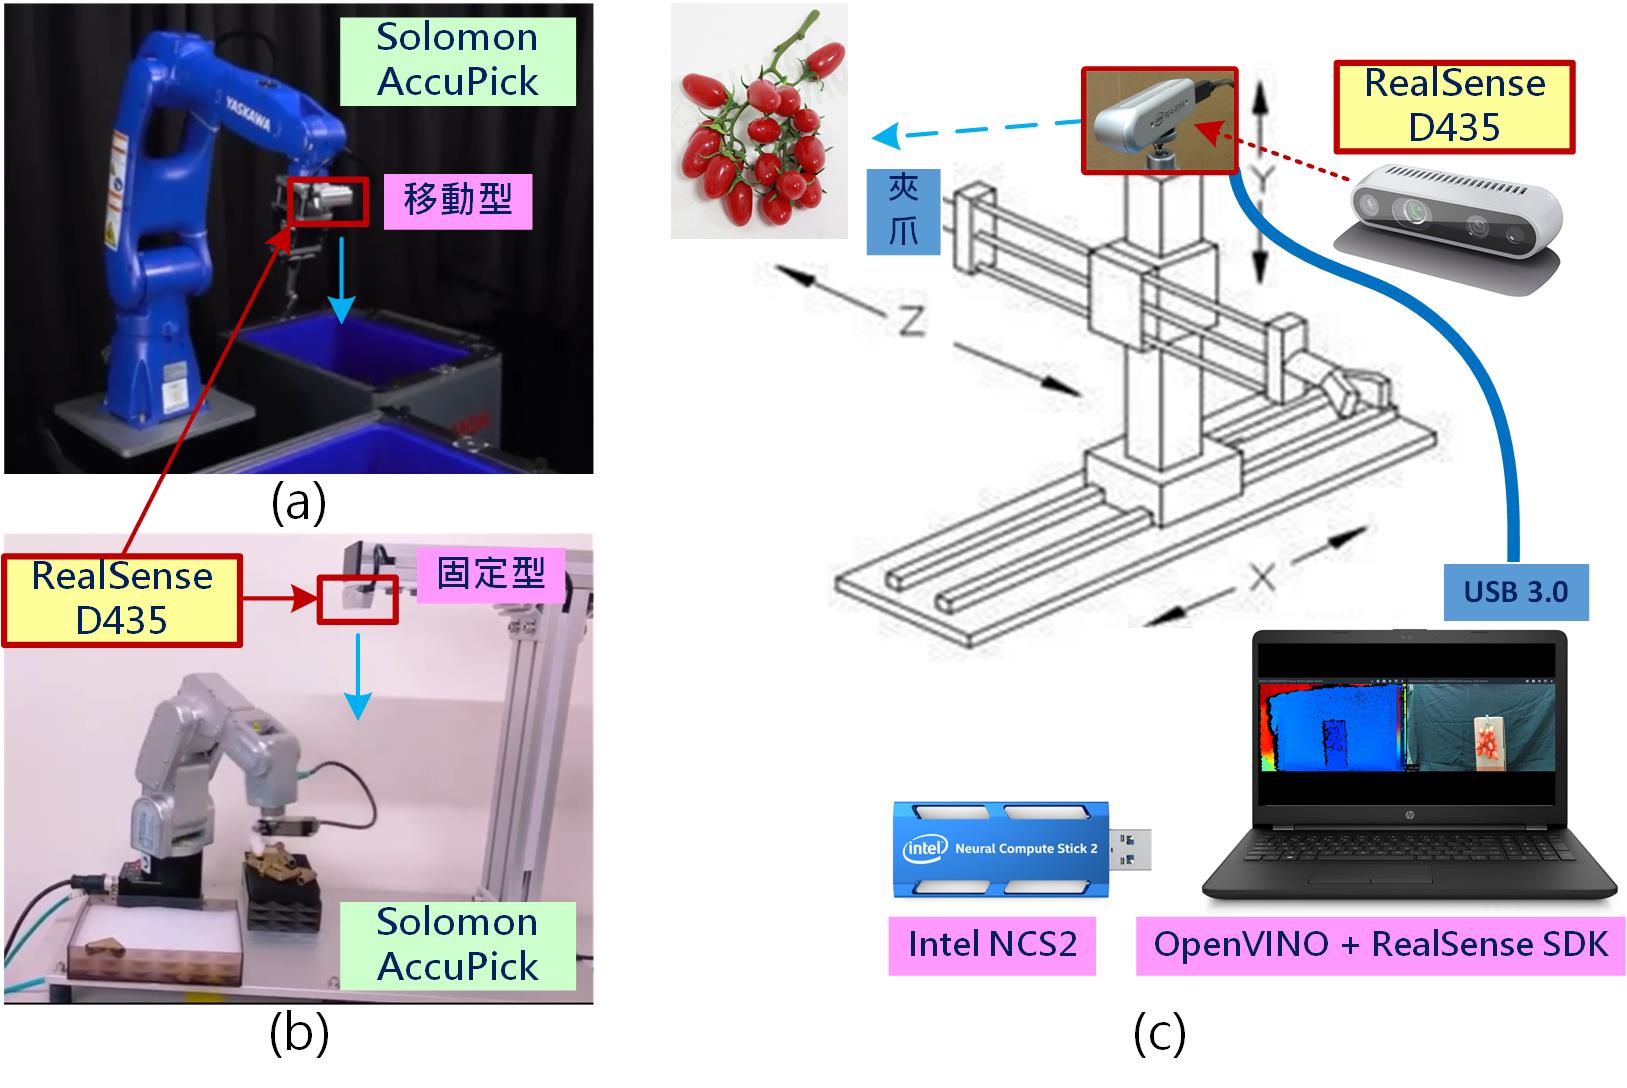 Solomon
AccuPick
YASKAWA
移動型
(a)
RealSense
D435
固定型
Solomon
AccuPick
(b)
RealSense
D435
夾
爪
Y
Z
X
USB 3.0
intel Neural Compute Stick 2
Intel NCS2
hp
OpenVINO + RealSense SDK
(c)